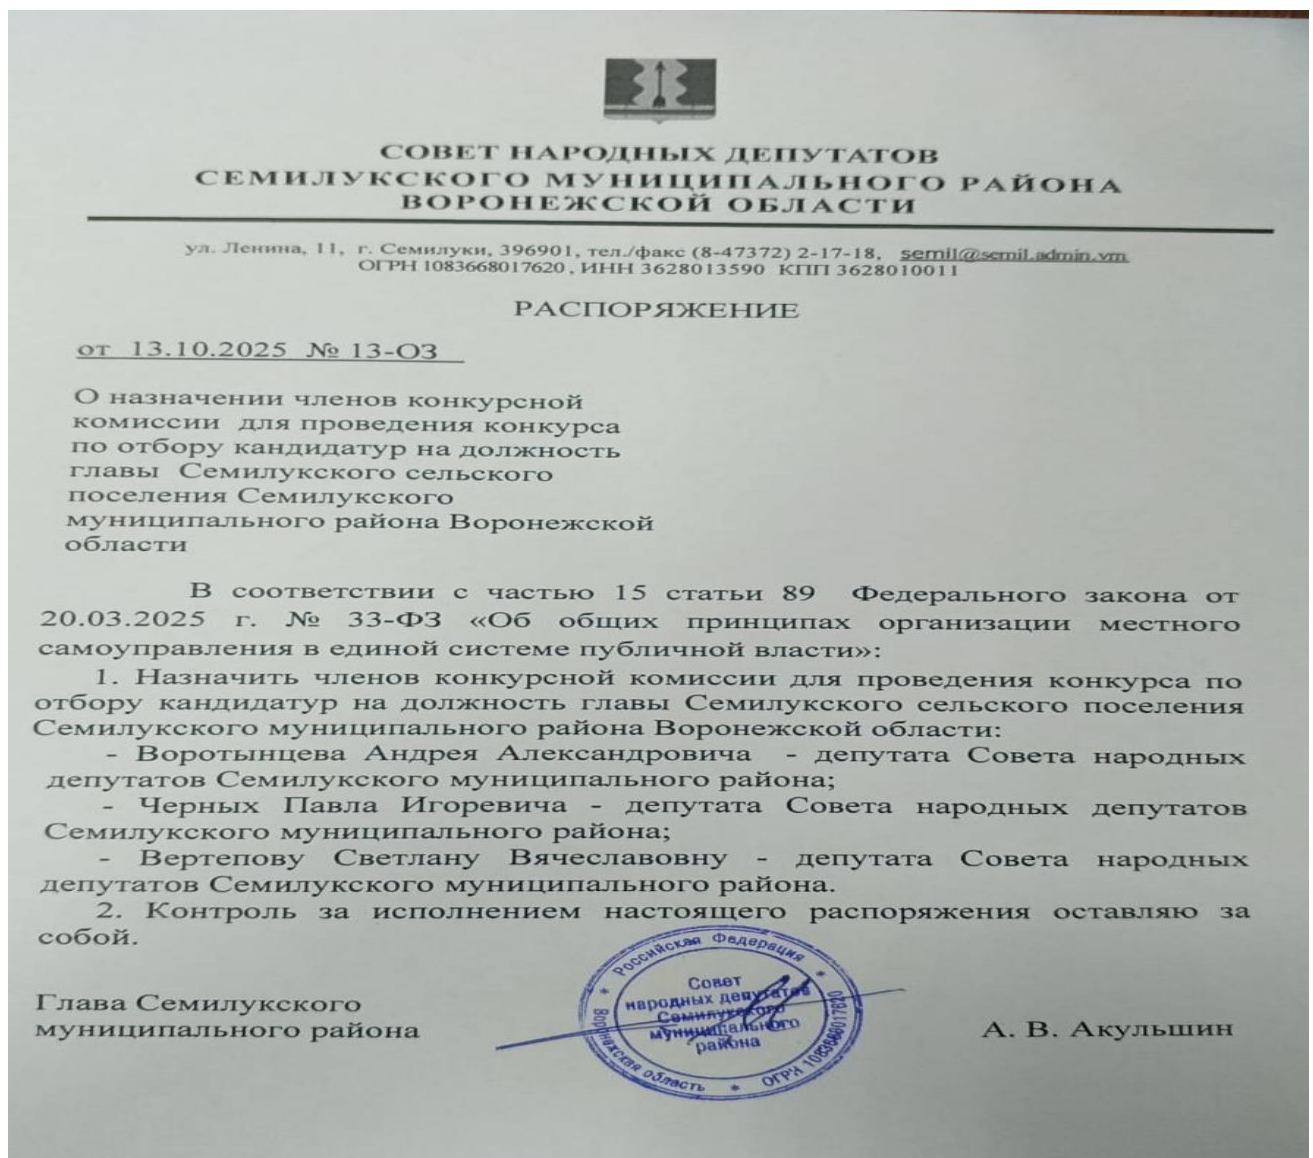 СОВЕТ НАРОДНЫХ ДЕПУТАТОВ
СЕМИЛУКСКОГО МУНИЦИПАЛЬНОГО РАЙОНА
ВОРОНЕЖСКОЙ ОБЛАСТИ
ул. Ленина, 11, г. Семилуки, 396901, тел./факс (8-47372) 2-17-18, semil@semil.admin.vrn
ОГРН 1083668017620 , ИНН 3628013590 КПП 3628010011
РАСПОРЯЖЕНИЕ
от 13.10.2025 № 13-ОЗ
О назначении членов конкурсной
комиссии для проведения конкурса
по отбору кандидатур на должность
главы Семилукского сельского
поселения Семилукского
муниципального района Воронежской
области
В соответствии с частью 15 статьи 89 Федерального закона от
20.03.2025 г. № 33-ФЗ «Об общих принципах организации местного
самоуправления в единой системе публичной власти»:
1. Назначить членов конкурсной комиссии для проведения конкурса по
отбору кандидатур на должность главы Семилукского сельского поселения
Семилукского муниципального района Воронежской области:
- Воротынцева Андрея Александровича - депутата Совета народных
депутатов Семилукского муниципального района;
- Черных Павла Игоревича - депутата Совета народных депутатов
Семилукского муниципального района;
- Вертепову Светлану Вячеславовну - депутата Совета народных
депутатов Семилукского муниципального района.
2. Контроль за исполнением настоящего распоряжения оставляю за
собой.
Глава Семилукского
муниципального района
А. В. Акульшин
Российская Федерация
Воронежская область
ОГРН 1083668017620
Совет
народных депутатов
Семилукского
муниципального
района